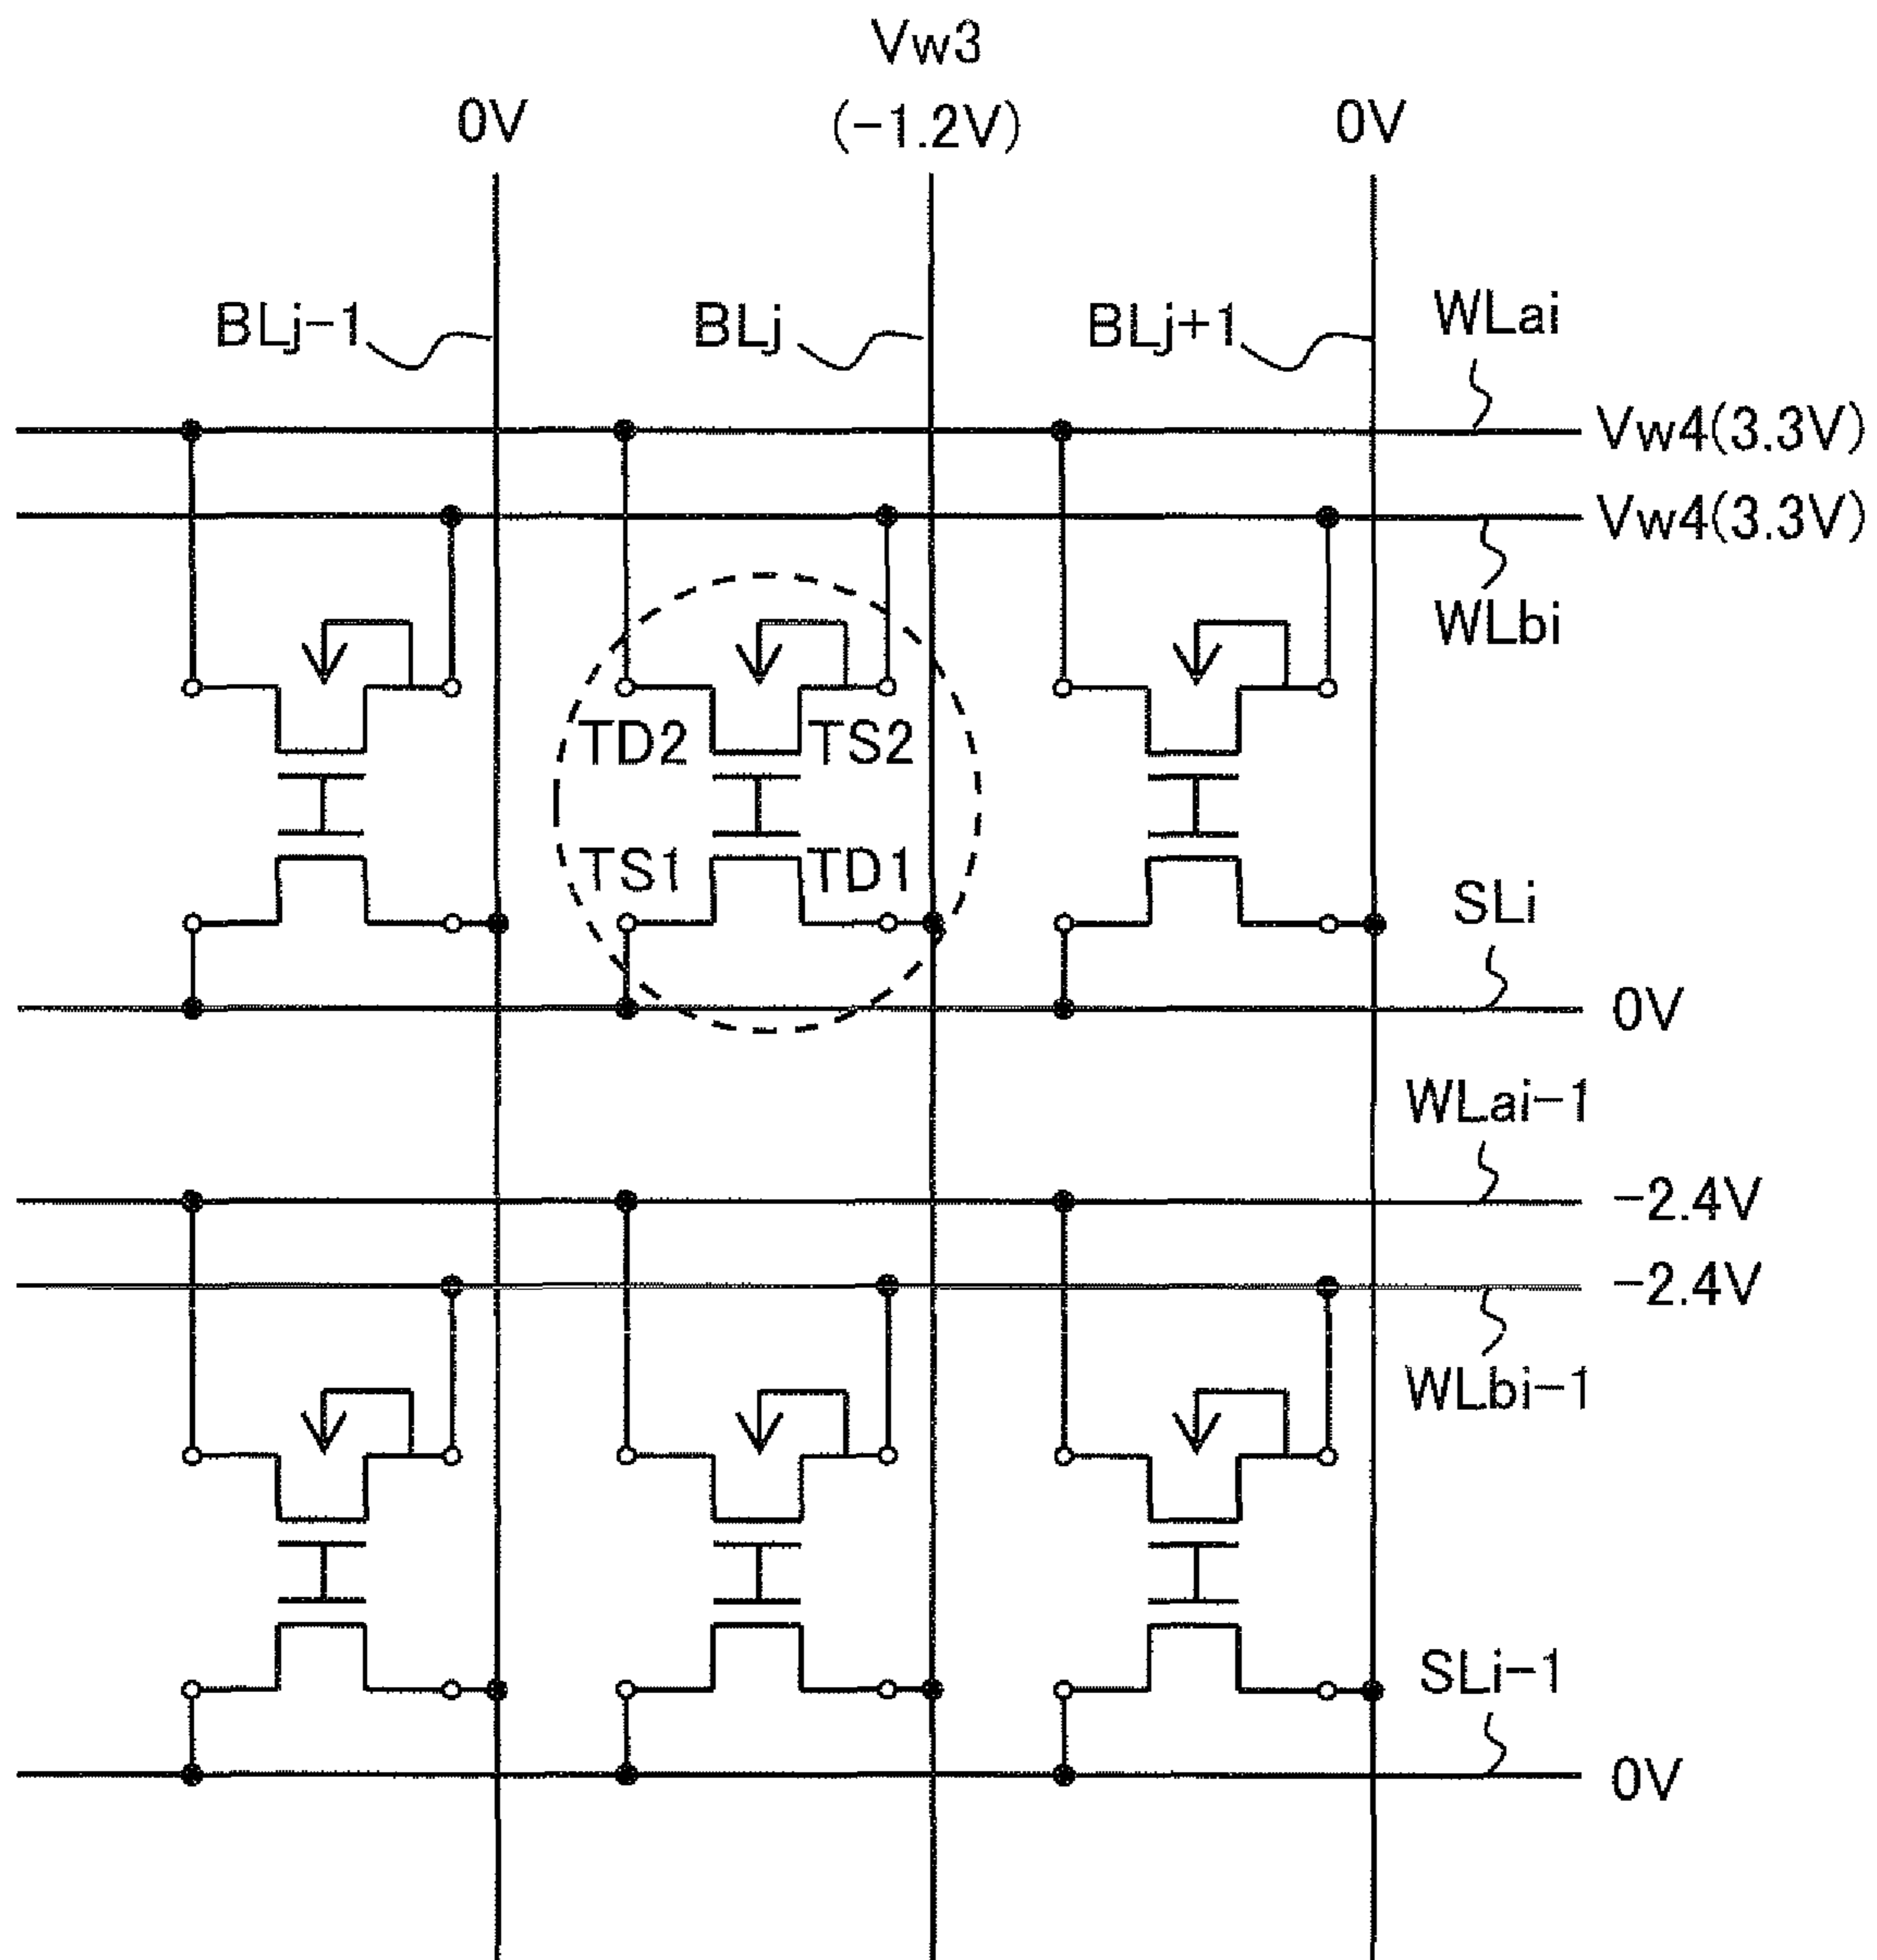 Vw3
0V (-1.2V) 0V
BLj-1 BLj BLj+1 WLai
Vw4(3.3V)
Vw4(3.3V)
WLbi
TD2 TS2
TS1 TD1
SLi
0V
WLai-1
-2.4V
-2.4V
WLbi-1
SLi-1
0V